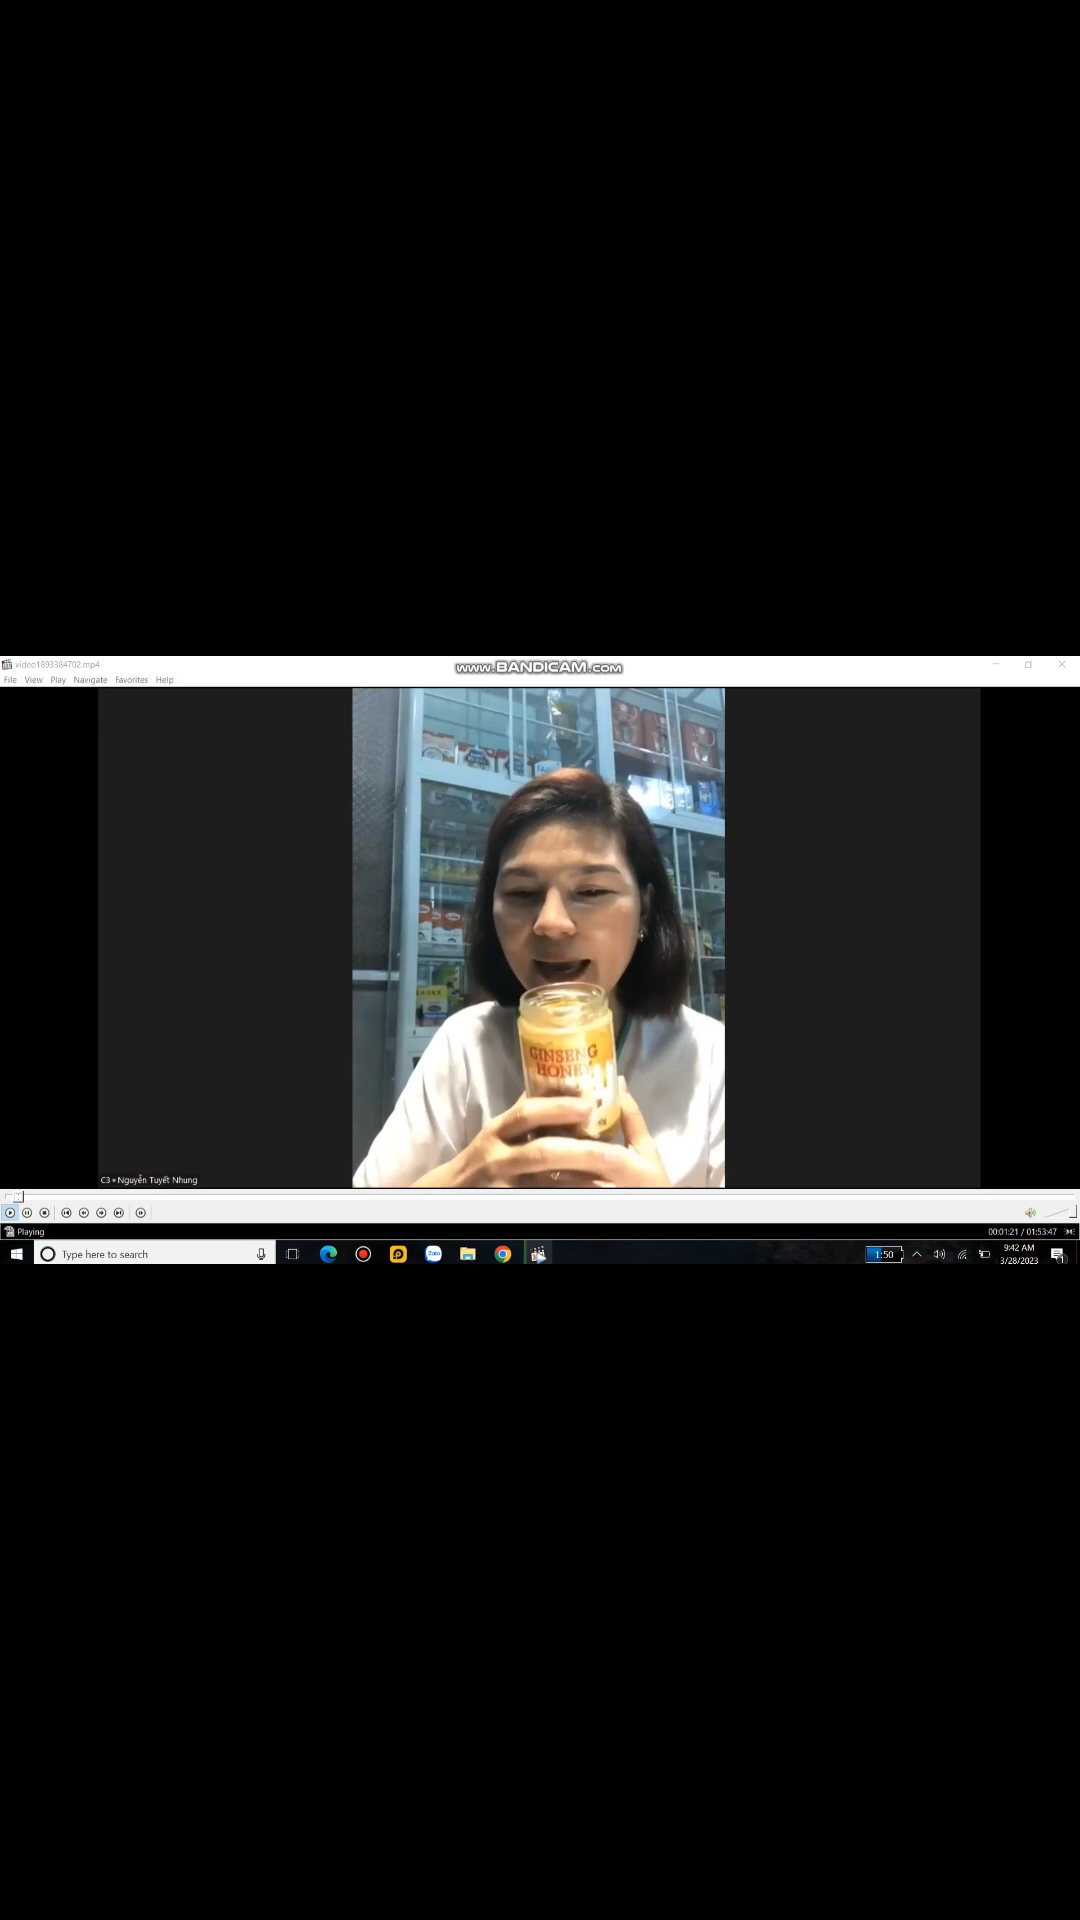 video1893384702.mp4
www.BANDICAM.com
File View Play Navigate Favorites Help
GINSENG
HONEY
C3 Nguyễn Tuyết Nhung
Playing
00:01:21 / 01:53:47
Type here to search
Zalo
1:50
9:42 AM
3/28/2023